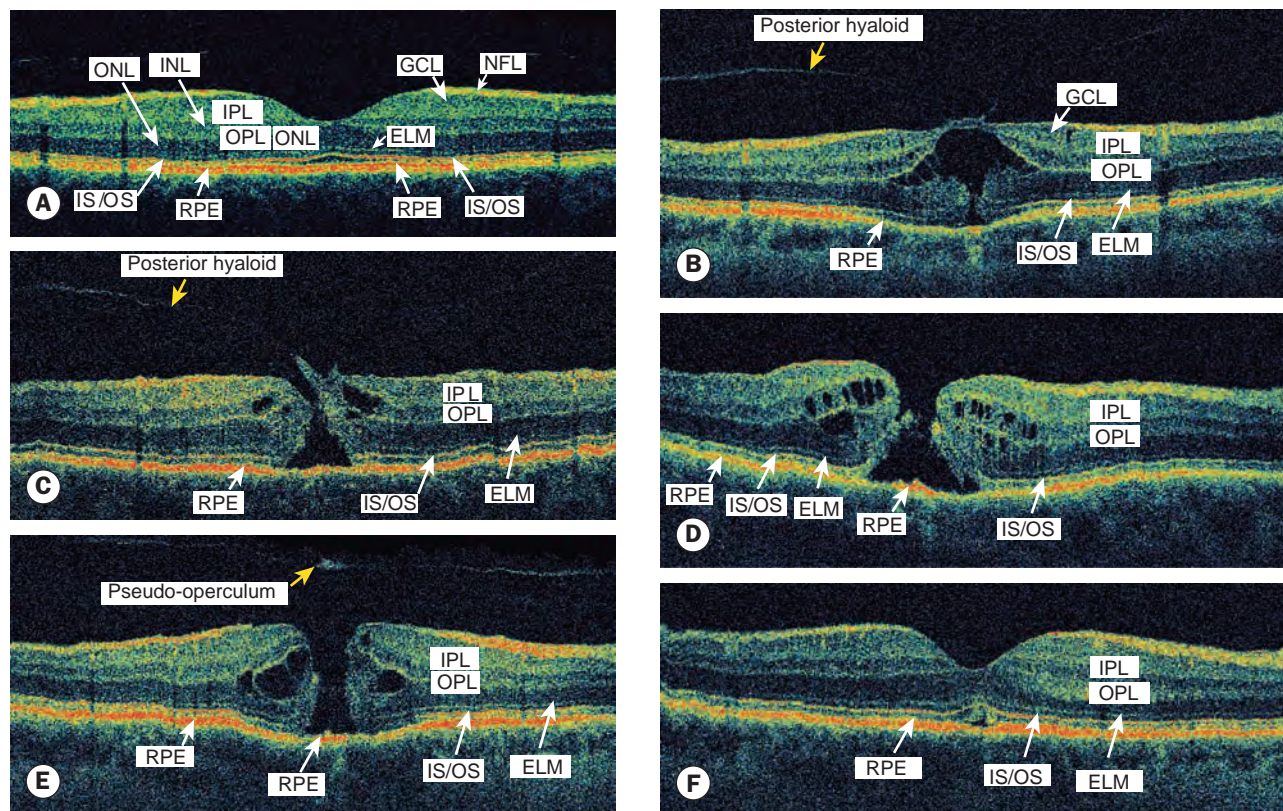 ONL INL GCL NFL
IPL
OPL ONL ELM
IS/OS RPE RPE IS/OS
A
Posterior hyaloid
GCL
IPL
OPL
RPE IS/OS ELM
B
Posterior hyaloid
IPL
OPL
RPE IS/OS ELM
C
IPL
OPL
RPE IS/OS ELM RPE IS/OS
D
Pseudo-operculum
IPL
OPL
RPE RPE IS/OS ELM
E
IPL
OPL
RPE IS/OS ELM
F